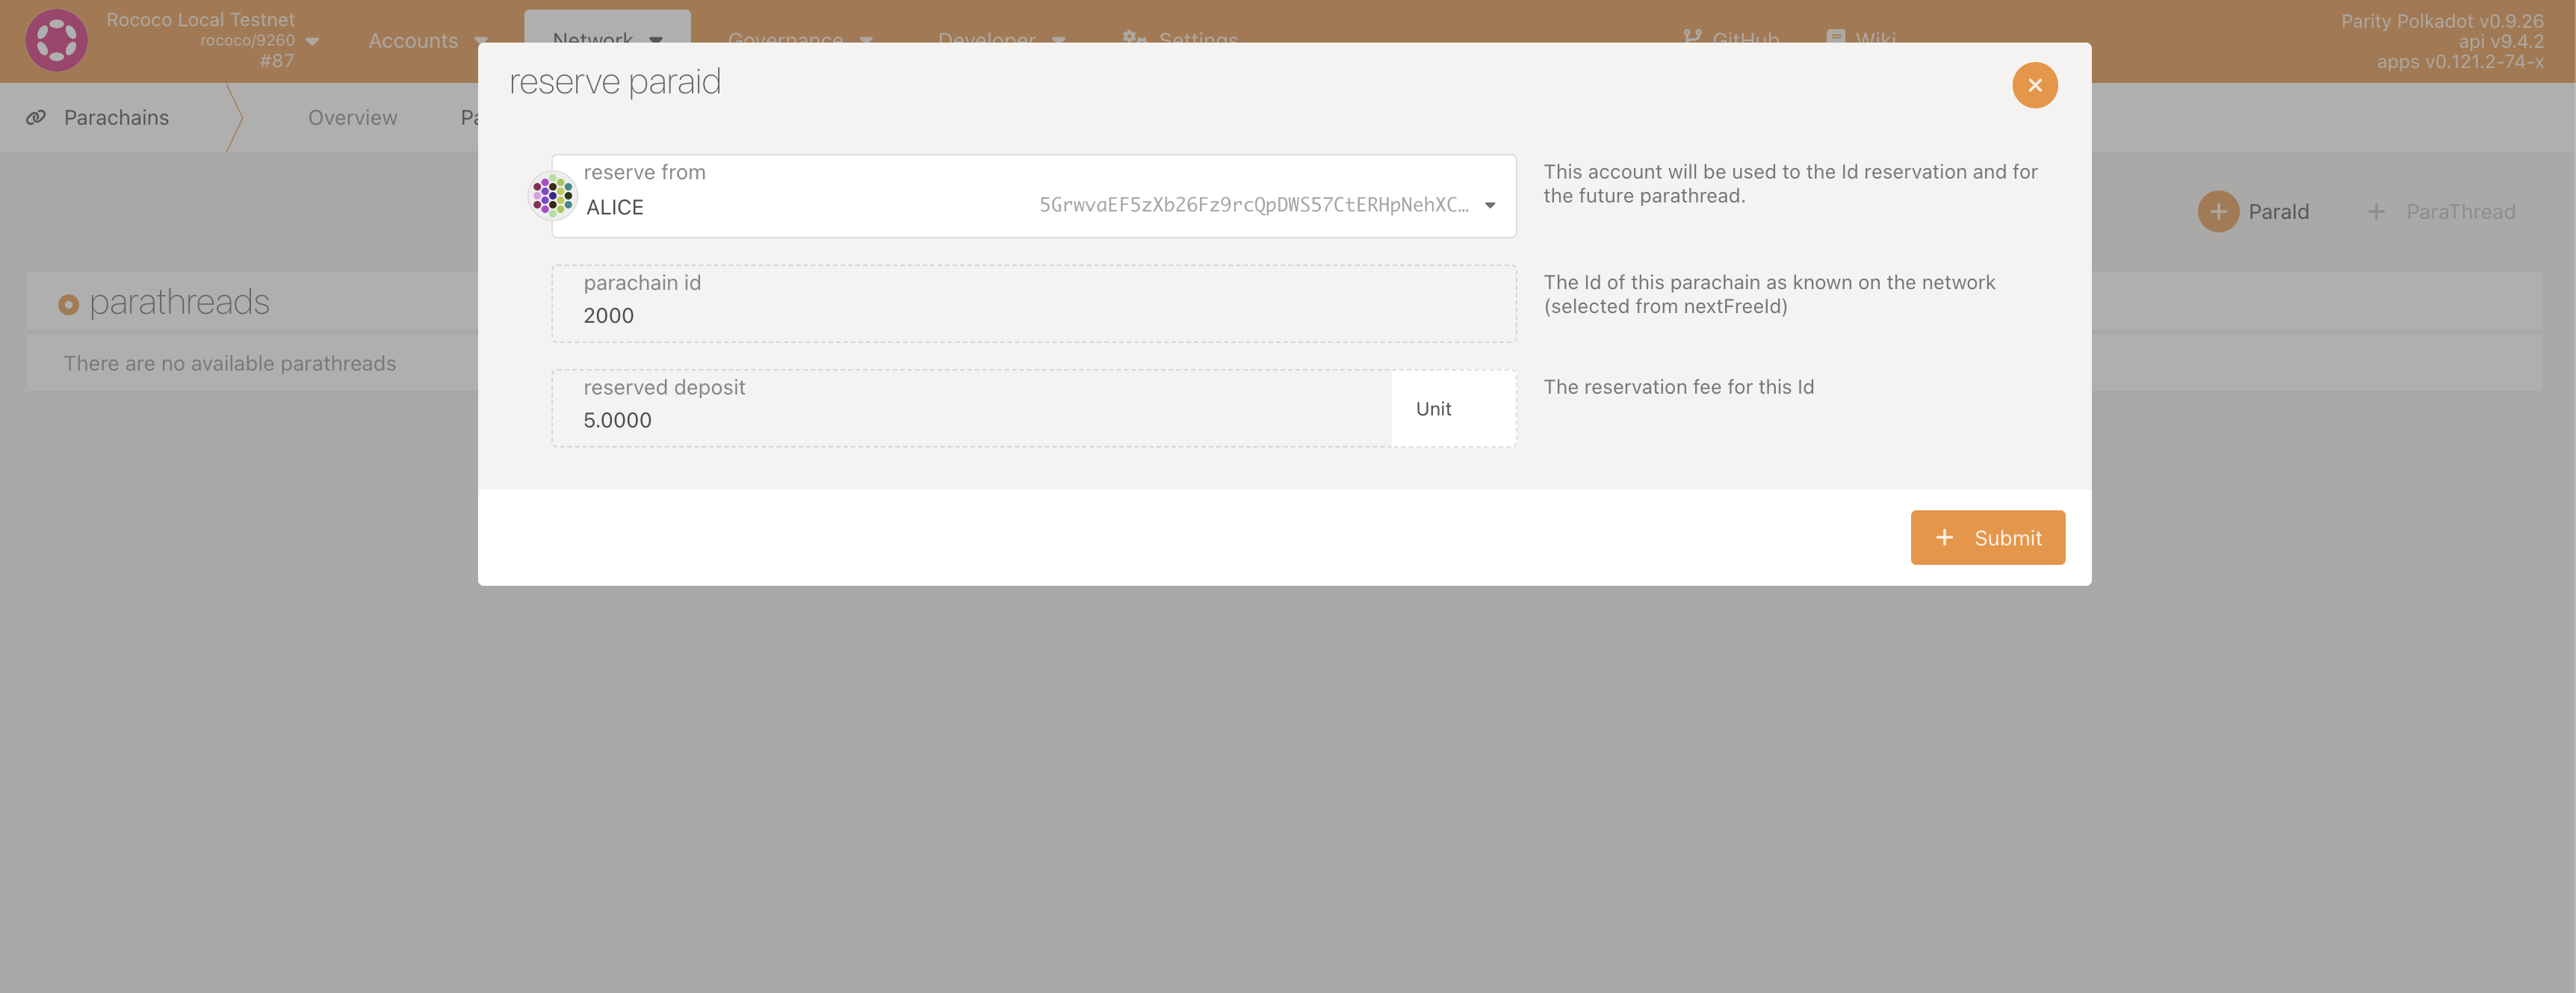 Rococo Local Testnet
rococo/9260
#87
Accounts
Network
Governance
Developer
Settings
GitHub
Wiki
Parity Polkadot v0.9.26
api v9.4.2
apps v0.121.2-74-x
Parachains
Overview
Pa
reserve paraid
reserve from
ALICE
5GrwvaEF5zXb26Fz9rcQpDWS57CtERHpNehXC…
This account will be used to the Id reservation and for
the future parathread.
parachain id
2000
The Id of this parachain as known on the network
(selected from nextFreeId)
reserved deposit
5.0000
Unit
The reservation fee for this Id
Submit
ParaId
ParaThread
parathreads
There are no available parathreads